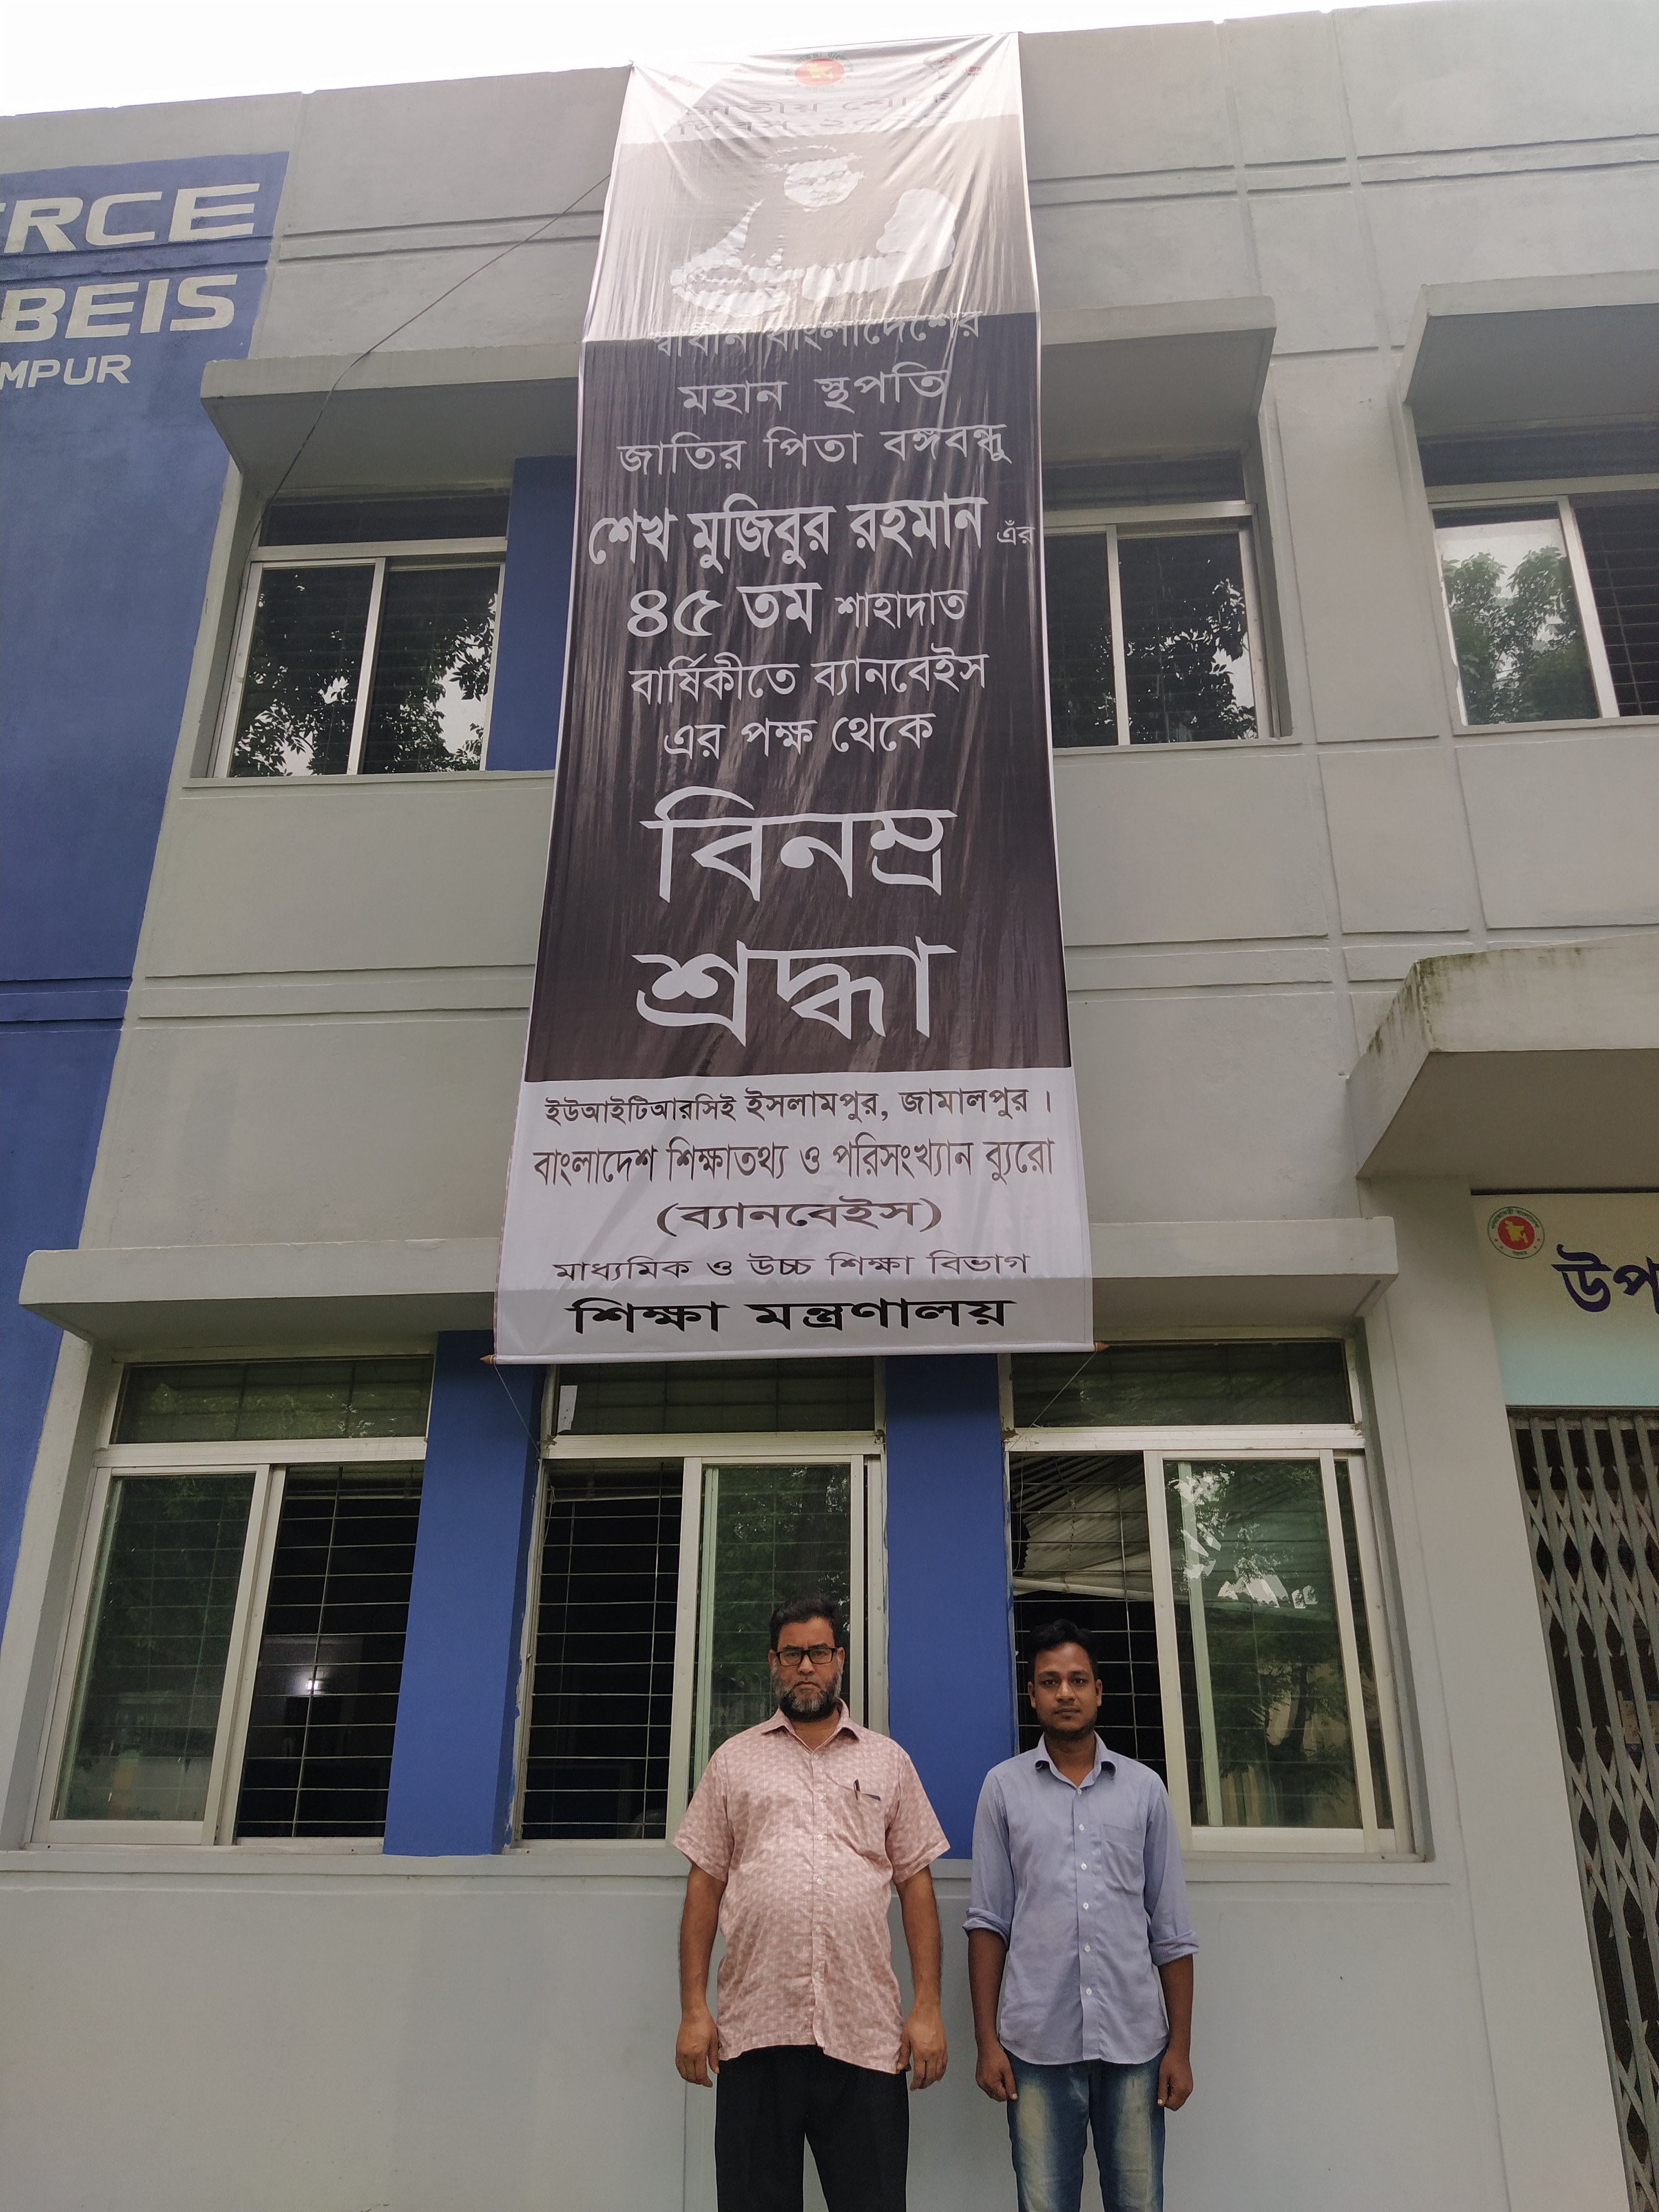 ERCE
BEIS
MPUR
জাতীয় শোক
দিবস
স্বাধীন বাংলাদেশের
মহান স্থপতি
জাতির পিতা বঙ্গবন্ধু
শেখ মুজিবুর রহমান এঁর
৪৫ তম শাহাদাত
বার্ষিকীতে ব্যানবেইস
এর পক্ষ থেকে
বিনম্র
শ্রদ্ধা
ইউআইটিআরসিই ইসলামপুর, জামালপুর ।
বাংলাদেশ শিক্ষাতথ্য ও পরিসংখ্যান ব্যুরো
(ব্যানবেইস)
মাধ্যমিক ও উচ্চ শিক্ষা বিভাগ
শিক্ষা মন্ত্রণালয়
উপ